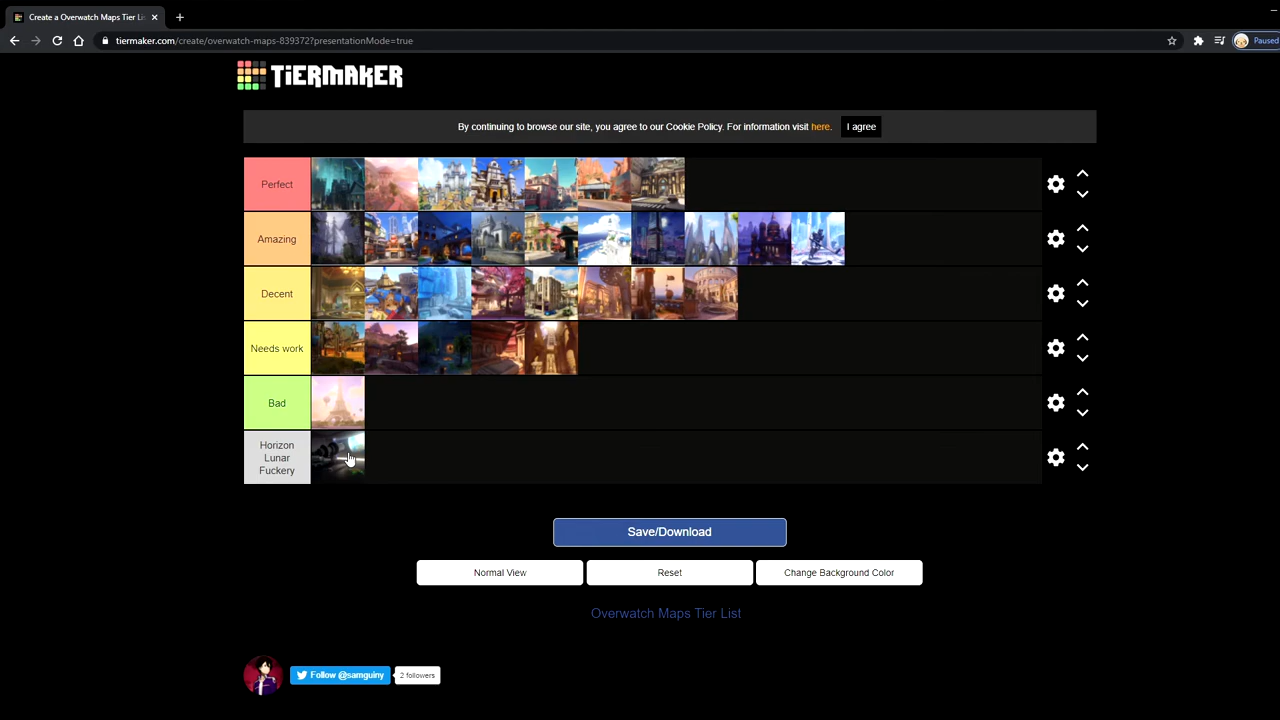 Create a Overwatch Maps Tier Li
tiermaker.com/create/overwatch-maps-839372?presentationMode=true
Paused
TiERMAKER
By continuing to browse our site, you agree to our Cookie Policy. For information visit here.
I agree
Perfect
Amazing
Decent
Needs work
Bad
Horizon
Lunar
Fuckery
Save/Download
Normal View
Reset
Change Background Color
Overwatch Maps Tier List
Follow @samguiny
2 followers